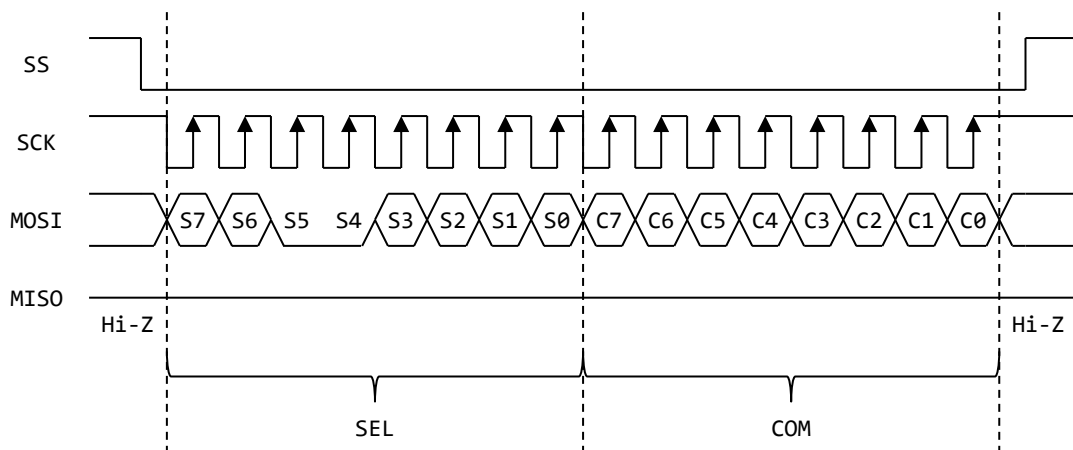 SS
SCK
MOSI S7 S6 S5 S4 S3 S2 S1 S0 C7 C6 C5 C4 C3 C2 C1 C0
MISO
Hi-Z Hi-Z
SEL COM